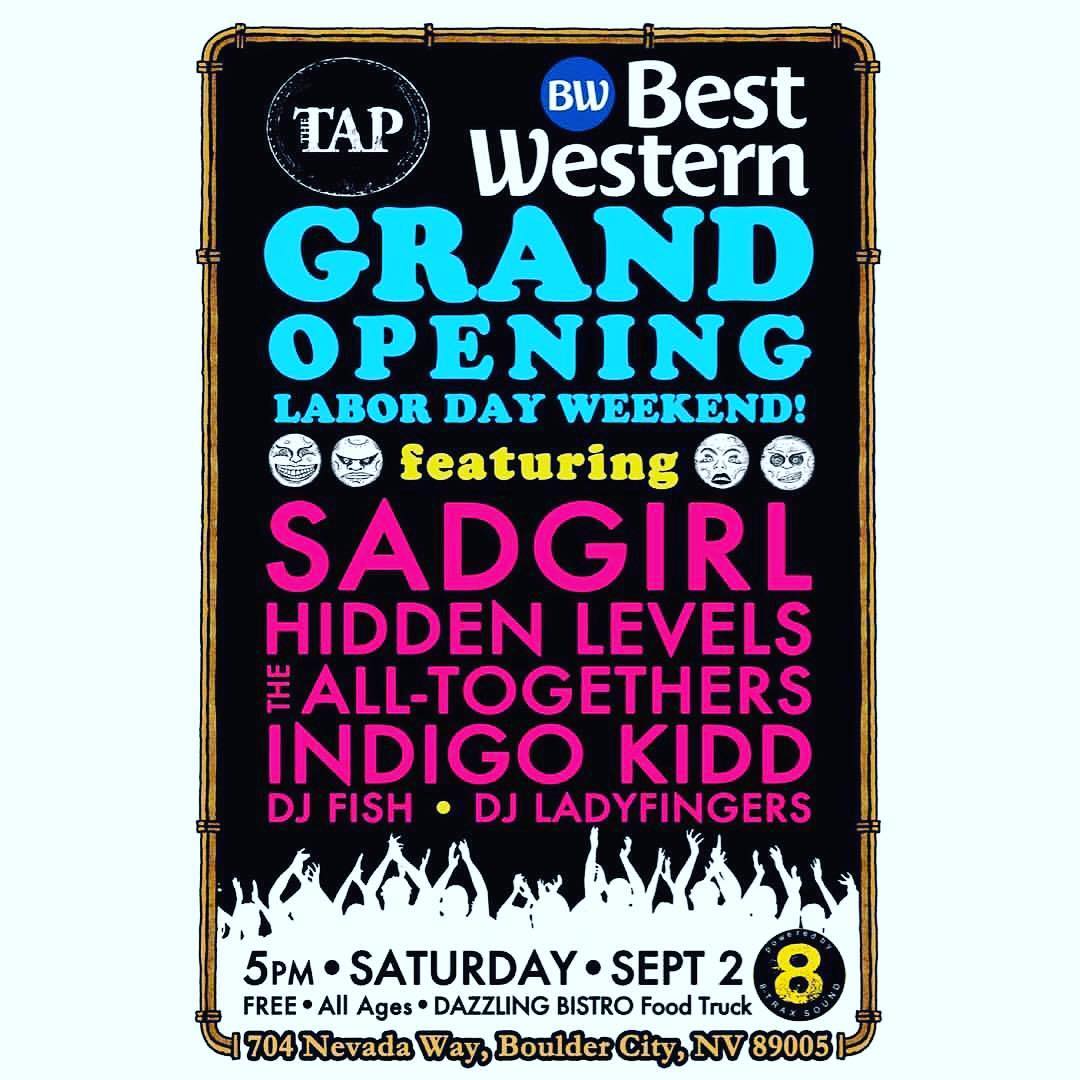 THE TAP
BW Best
Western
GRAND
OPENING
LABOR DAY WEEKEND!
featuring
SADGIRL
HIDDEN LEVELS
THE ALL-TOGETHERS
INDIGO KIDD
DJ FISH • DJ LADYFINGERS
5PM • SATURDAY • SEPT 2
FREE • All Ages • DAZZLING BISTRO Food Truck
powered by
8
8-TRAX SOUND
704 Nevada Way, Boulder City, NV 89005